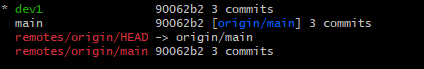 * dev1 90062b2 3 commits
main 90062b2 [origin/main] 3 commits
remotes/origin/HEAD -> origin/main
remotes/origin/main 90062b2 3 commits